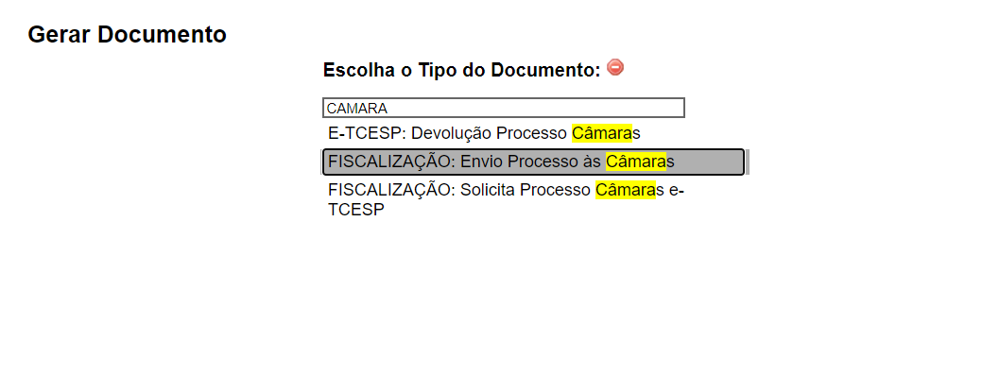 Gerar Documento
Escolha o Tipo do Documento:
CAMARA
E-TCESP: Devolução Processo Câmaras
FISCALIZAÇÃO: Envio Processo às Câmaras
FISCALIZAÇÃO: Solicita Processo Câmaras e-
TCESP